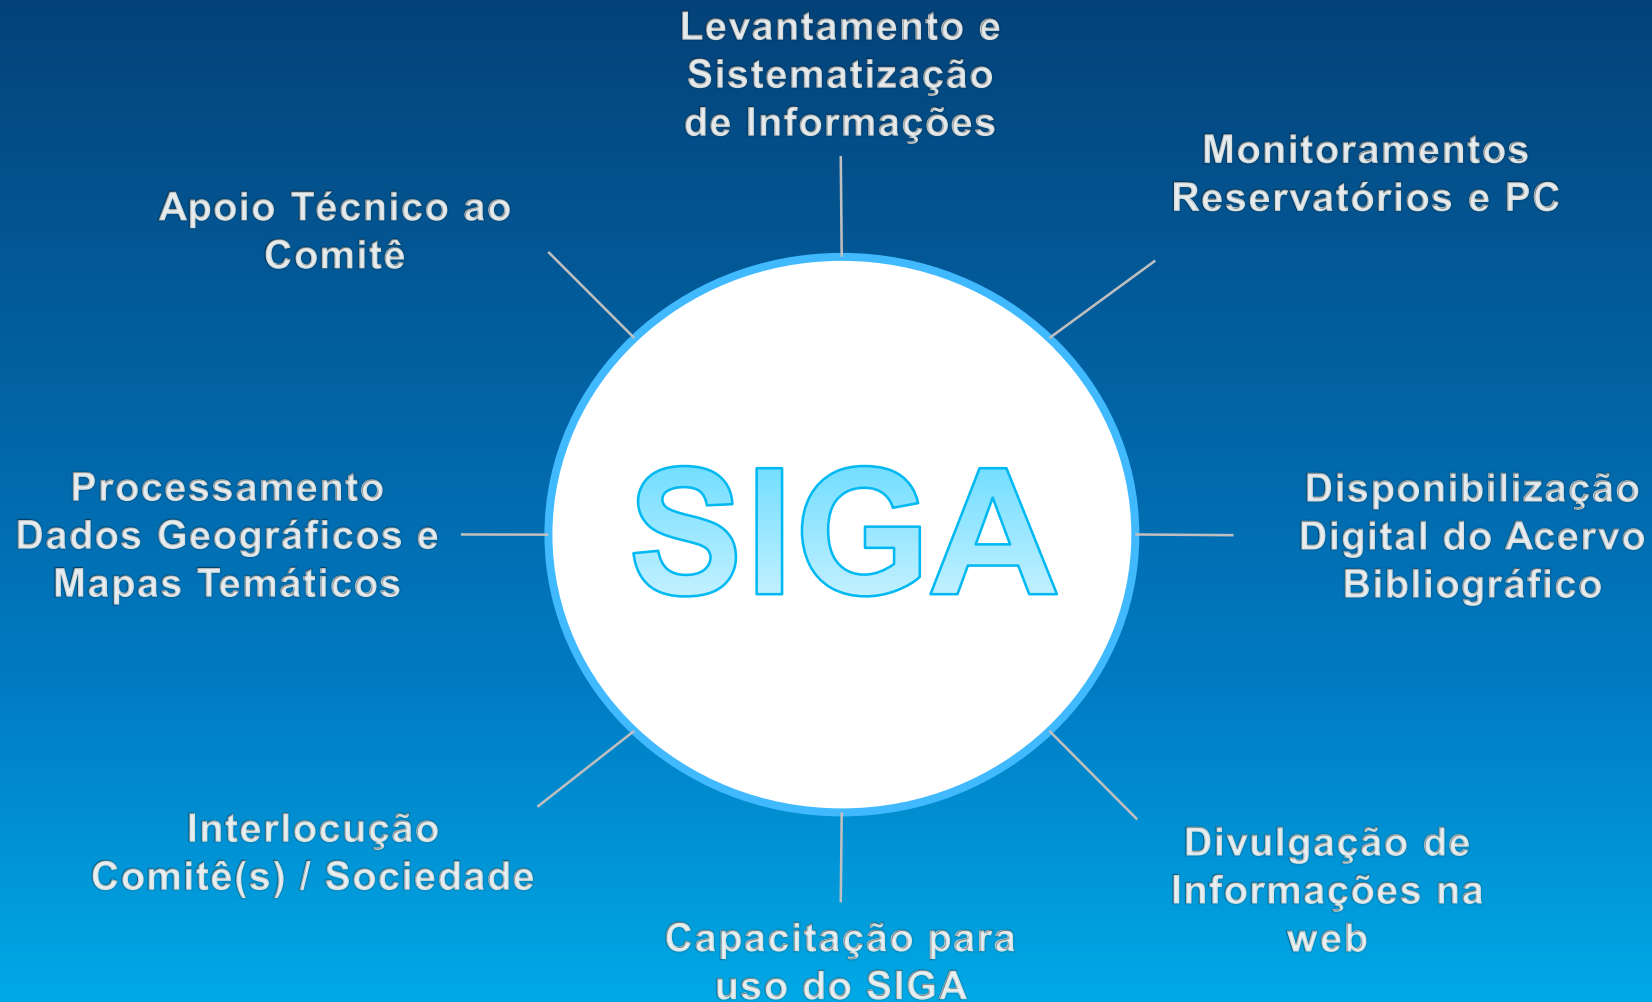 Levantamento e
Sistematização
de Informações
Monitoramentos
Reservatórios e PC
Apoio Técnico ao
Comitê
SIGA
Processamento
Dados Geográficos e
Mapas Temáticos
Disponibilização
Digital do Acervo
Bibliográfico
Interlocução
Comitê(s) / Sociedade
Divulgação de
Informações na
web
Capacitação para
uso do SIGA